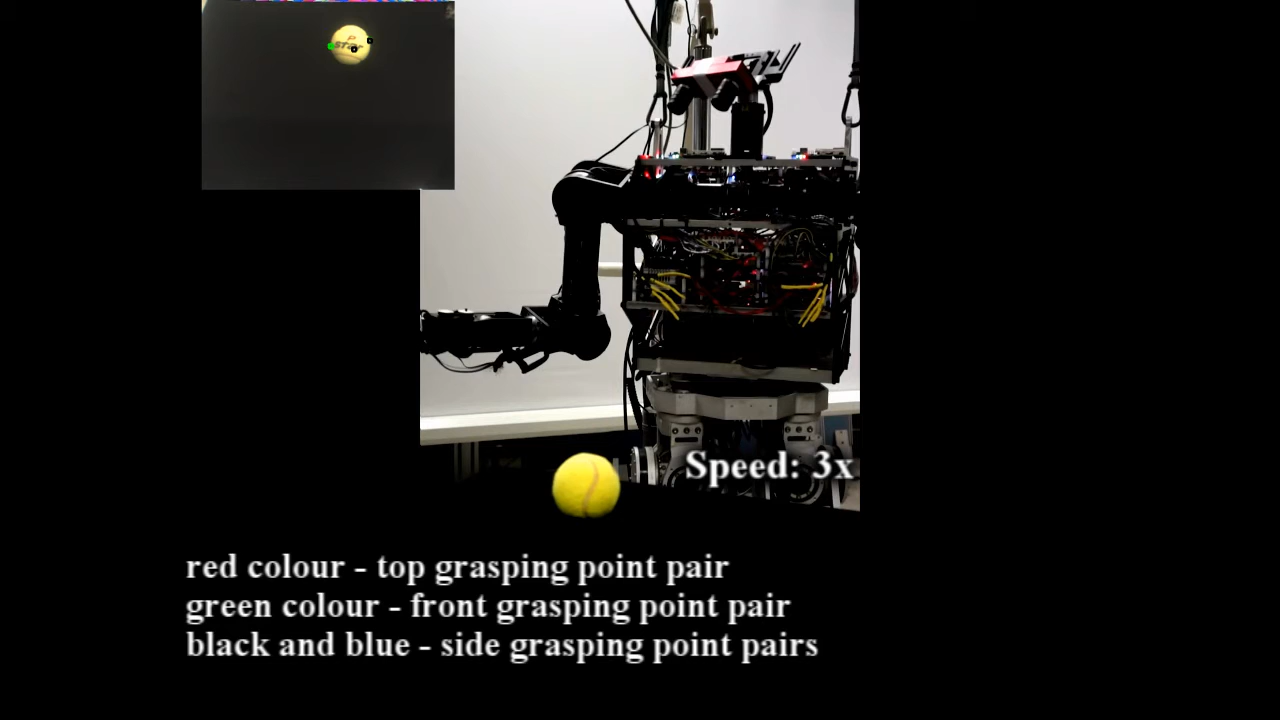 Star
Speed: 3x
red colour - top grasping point pair
green colour - front grasping point pair
black and blue - side grasping point pairs